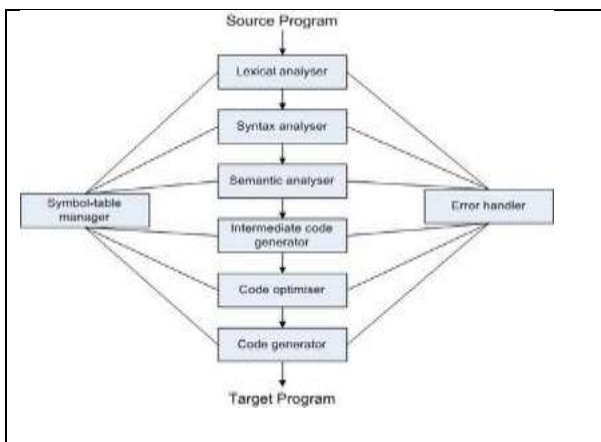 Source Program
Lexical analyser
Syntax analyser
Semantic analyser
Symbol-table
manager
Error handler
Intermediate code
generator
Code optimiser
Code generator
Target Program